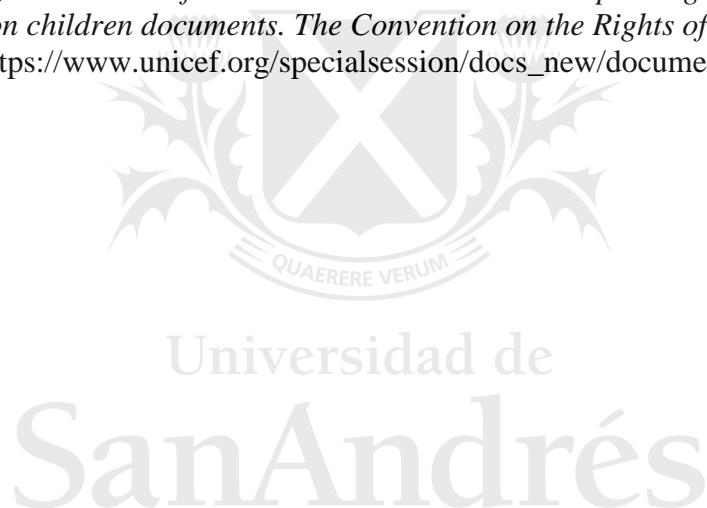 on children documents. The Convention on the Rights of
tps://www.unicef.org/specialsession/docs_new/docume
QUAERERE VERUM
Universidad de
SanAndrés